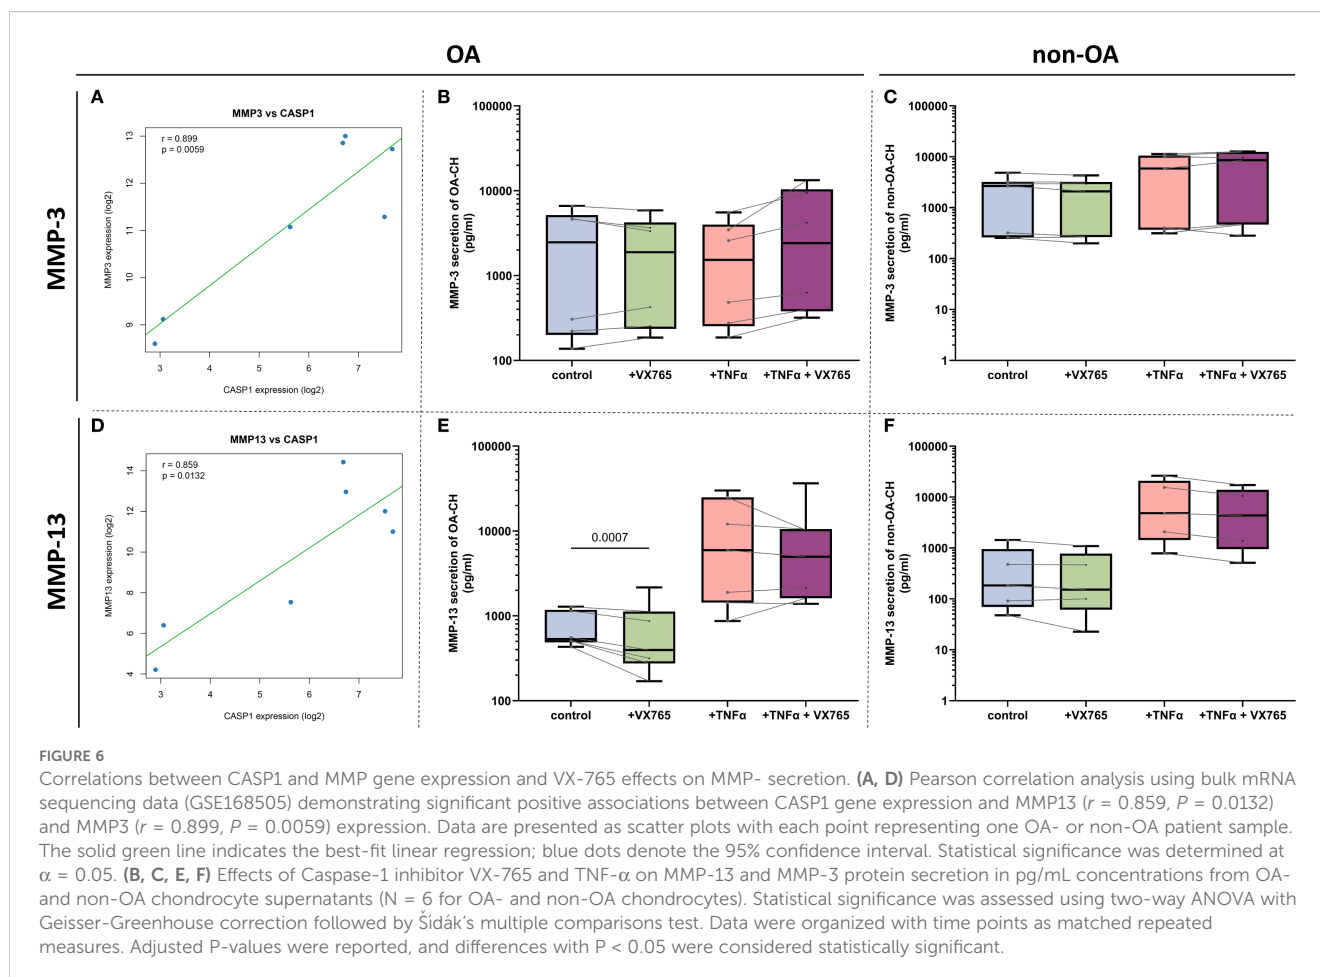 OA
non-OA
MMP-3
A
MMP3 vs CASP1
r = 0.899
p = 0.0059
MMP3 expression (log2)
13
12
11
10
9
3
4
5
6
7
CASP1 expression (log2)
B
MMP-3 secretion of OA-CH
(pg/ml)
100000
10000
1000
100
control
+VX765
+TNFα
+TNFα + VX765
C
MMP-3 secretion of non-OA-CH
(pg/ml)
100000
10000
1000
100
10
1
control
+VX765
+TNFα
+TNFα + VX765
MMP-13
D
MMP13 vs CASP1
r = 0.859
p = 0.0132
MMP13 expression (log2)
14
12
10
8
6
4
3
4
5
6
7
CASP1 expression (log2)
E
MMP-13 secretion of OA-CH
(pg/ml)
100000
10000
1000
100
0.0007
control
+VX765
+TNFα
+TNFα + VX765
F
MMP-13 secretion of non-OA-CH
(pg/ml)
100000
10000
1000
100
10
1
control
+VX765
+TNFα
+TNFα + VX765
FIGURE 6
Correlations between CASP1 and MMP gene expression and VX-765 effects on MMP- secretion. (A, D) Pearson correlation analysis using bulk mRNA
sequencing data (GSE168505) demonstrating significant positive associations between CASP1 gene expression and MMP13 (r = 0.859, P = 0.0132)
and MMP3 (r = 0.899, P = 0.0059) expression. Data are presented as scatter plots with each point representing one OA- or non-OA patient sample.
The solid green line indicates the best-fit linear regression; blue dots denote the 95% confidence interval. Statistical significance was determined at
α = 0.05. (B, C, E, F) Effects of Caspase-1 inhibitor VX-765 and TNF-α on MMP-13 and MMP-3 protein secretion in pg/mL concentrations from OA-
and non-OA chondrocyte supernatants (N = 6 for OA- and non-OA chondrocytes). Statistical significance was assessed using two-way ANOVA with
Geisser-Greenhouse correction followed by Šídák's multiple comparisons test. Data were organized with time points as matched repeated
measures. Adjusted P-values were reported, and differences with P < 0.05 were considered statistically significant.